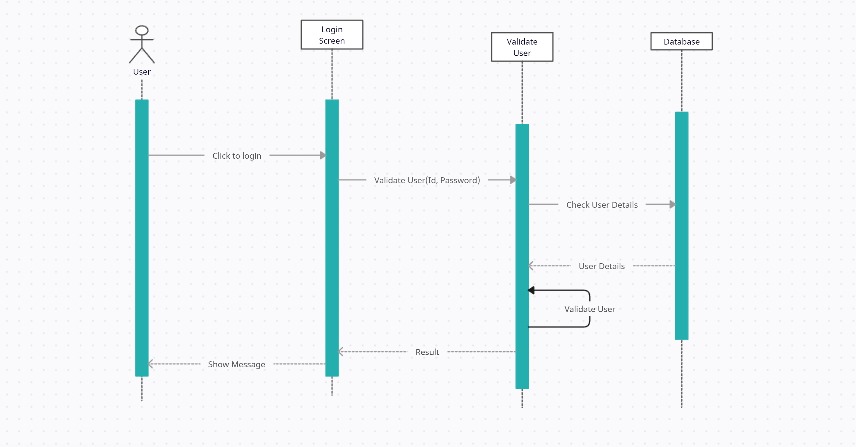 Login
Screen
Validate
User
Database
User
Click to login
Validate User(Id, Password)
Check User Details
User Details
Validate User
Result
Show Message